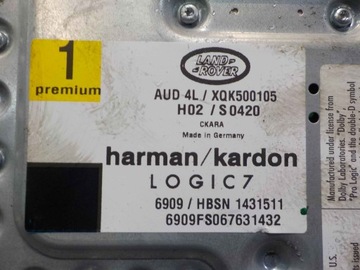 1
premium
LAND
ROVER
AUD 4L / XQK500105
H02 / S0420
CKARA
Made in Germany
harman/kardon
LOGIC7
6909 / HBSN 1431511
6909FS067631432
Manufactured under license from
Dolby Laboratories. "Dolby"
"Pro Logic" and the double-D symbol
U.S.